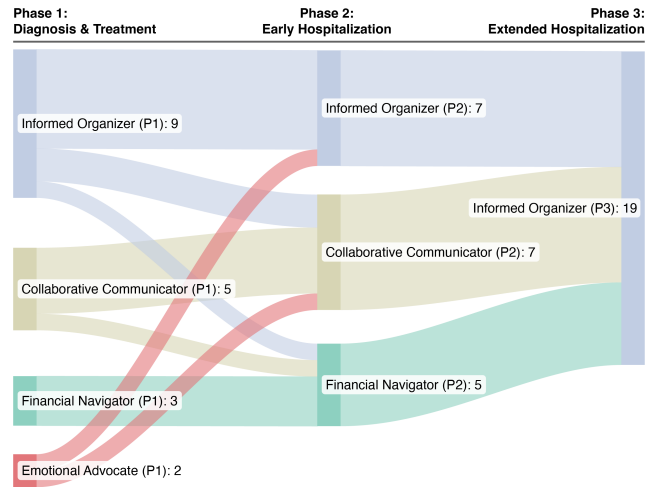 Phase 1:
Diagnosis & Treatment
Phase 2:
Early Hospitalization
Phase 3:
Extended Hospitalization
Informed Organizer (P1): 9
Informed Organizer (P2): 7
Informed Organizer (P3): 19
Collaborative Communicator (P2): 7
Collaborative Communicator (P1): 5
Financial Navigator (P2): 5
Financial Navigator (P1): 3
Emotional Advocate (P1): 2